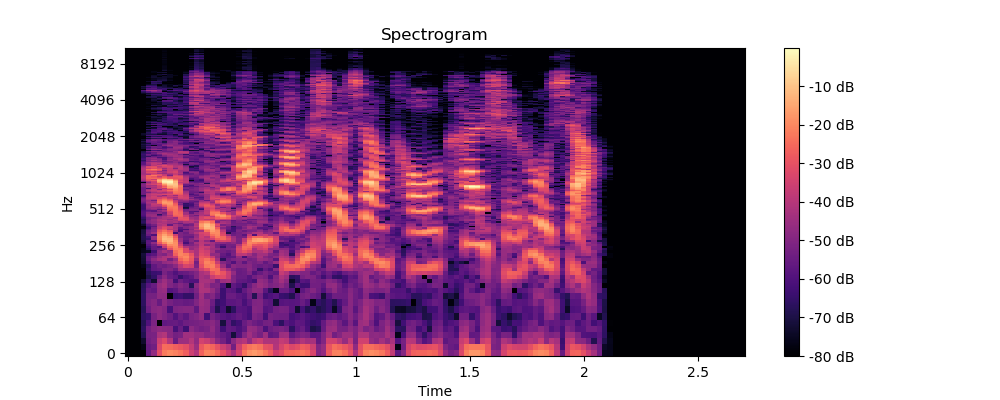 Spectrogram
8192
4096
2048
1024
512
256
128
64
0
Hz
0
0.5
1
1.5
2
2.5
Time
-10 dB
-20 dB
-30 dB
-40 dB
-50 dB
-60 dB
-70 dB
-80 dB